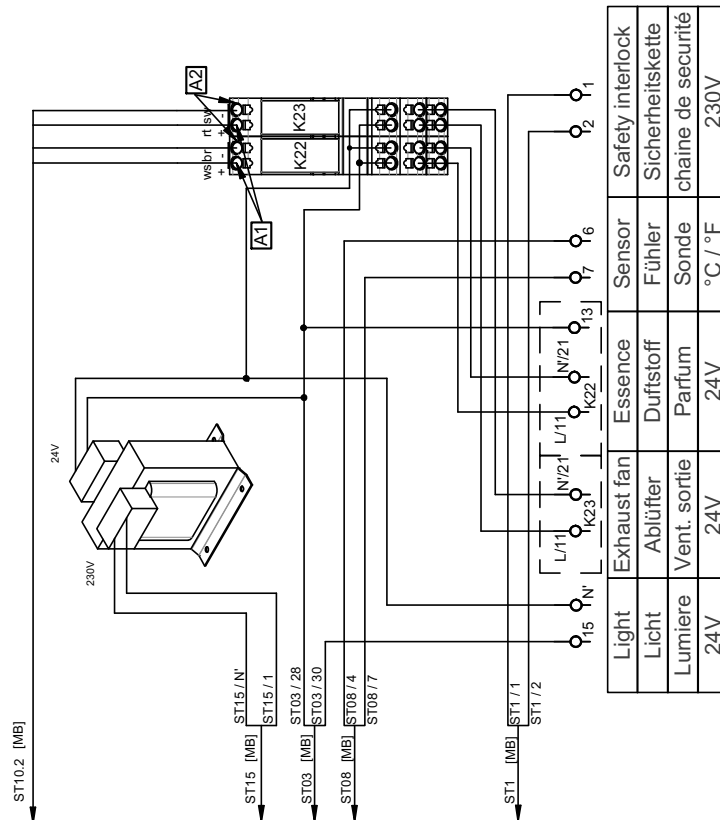 ST10.2 [MB]
24V
230V
ST15 / N'
ST15 / 1
ST15 [MB]
ST03 / 28
ST03 / 30
ST03 [MB]
ST08 / 4
ST08 / 7
ST08 [MB]
ST1 / 1
ST1 / 2
ST1 [MB]
A2
A1
sw -
rt +
br -
ws +
K23
K22
1
2
6
7
13
N'/21
L/11
K22
N'/21
L/11
K23
N'
15
Safety interlock
Sicherheitskette
chaine de securité
230V
Sensor
Fühler
Sonde
°C / °F
Essence
Duftstoff
Parfum
24V
Exhaust fan
Ablüfter
Vent. sortie
24V
Light
Licht
Lumiere
24V